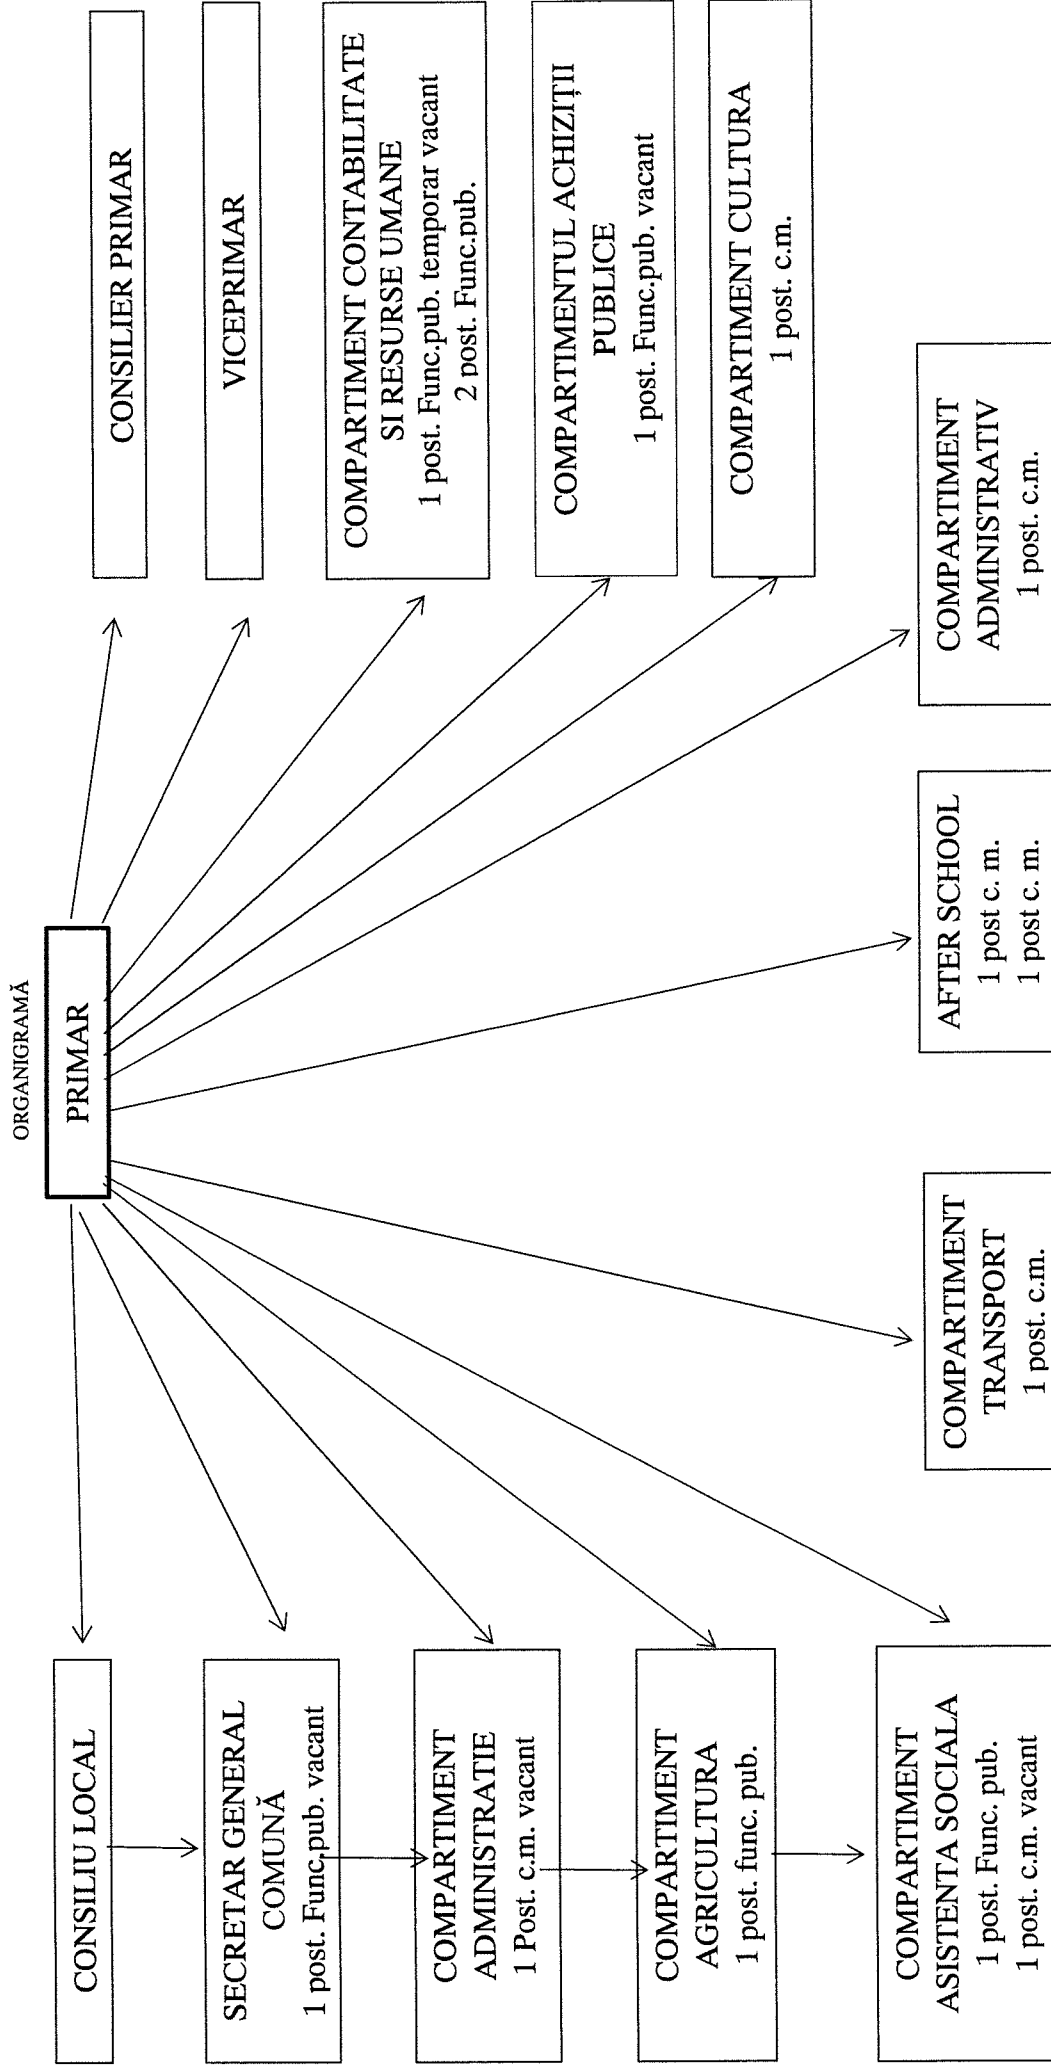 ORGANIGRAMĂ
PRIMAR
CONSILIU LOCAL
SECRETAR GENERAL
COMUNĂ
1 post. Func.pub. vacant
COMPARTIMENT
ADMINISTRATIE
1 Post. c.m. vacant
COMPARTIMENT
AGRICULTURA
1 post. func. pub.
COMPARTIMENT
ASISTENTA SOCIALA
1 post. Func. pub.
1 post. c.m. vacant
COMPARTIMENT
TRANSPORT
1 post. c.m.
AFTER SCHOOL
1 post c. m.
1 post c. m.
COMPARTIMENT
ADMINISTRATIV
1 post. c.m.
CONSILIER PRIMAR
VICEPRIMAR
COMPARTIMENT CONTABILITATE
SI RESURSE UMANE
1 post. Func.pub. temporar vacant
2 post. Func.pub.
COMPARTIMENTUL ACHIZIȚII
PUBLICE
1 post. Func.pub. vacant
COMPARTIMENT CULTURA
1 post. c.m.